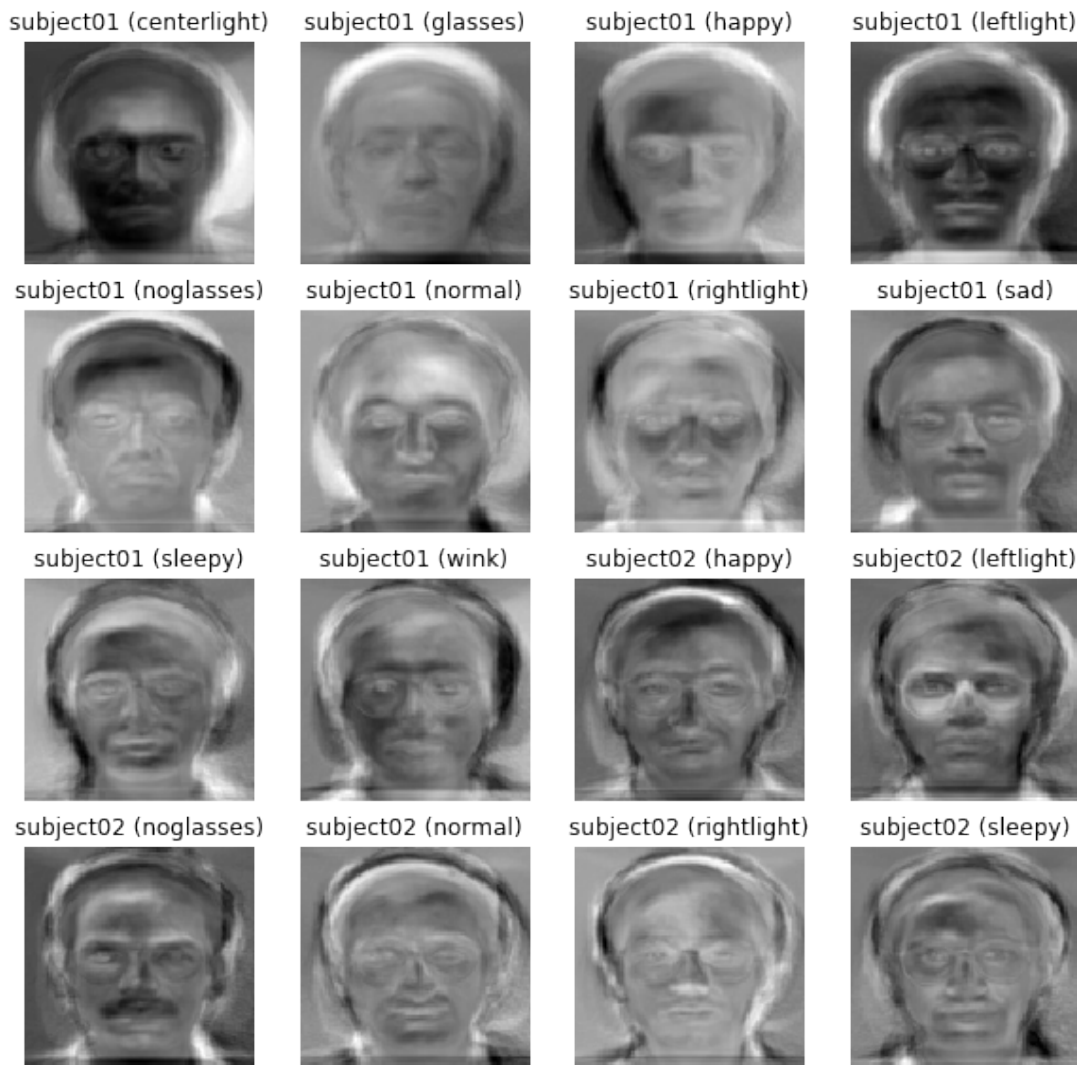 subject01 (centerlight) subject01 (glasses) subject01 (happy) subject01 (leftlight)
subject01 (noglasses) subject01 (normal) subject01 (rightlight) subject01 (sad)
subject01 (sleepy) subject01 (wink) subject02 (happy) subject02 (leftlight)
subject02 (noglasses) subject02 (normal) subject02 (rightlight) subject02 (sleepy)